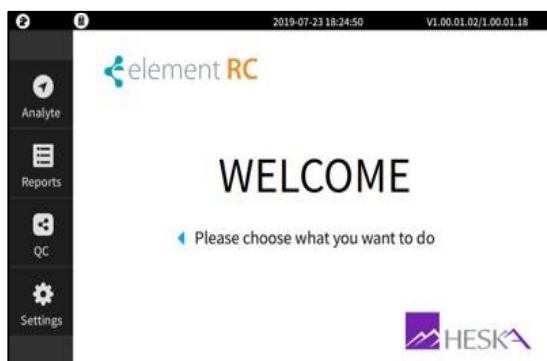 2019-07-23 18:24:50 V1.00.01.02/1.00.01.18
element RC
Analyte
Reports
WELCOME
QC
Please choose what you want to do
Settings
HESKA